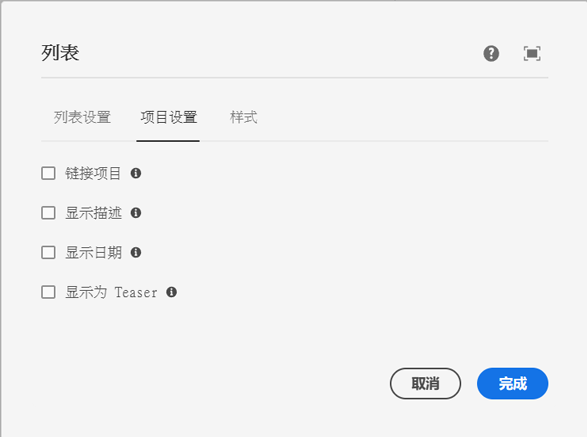 列表
列表设置 项目设置 样式
链接项目
显示描述
显示日期
显示为 Teaser
取消 完成